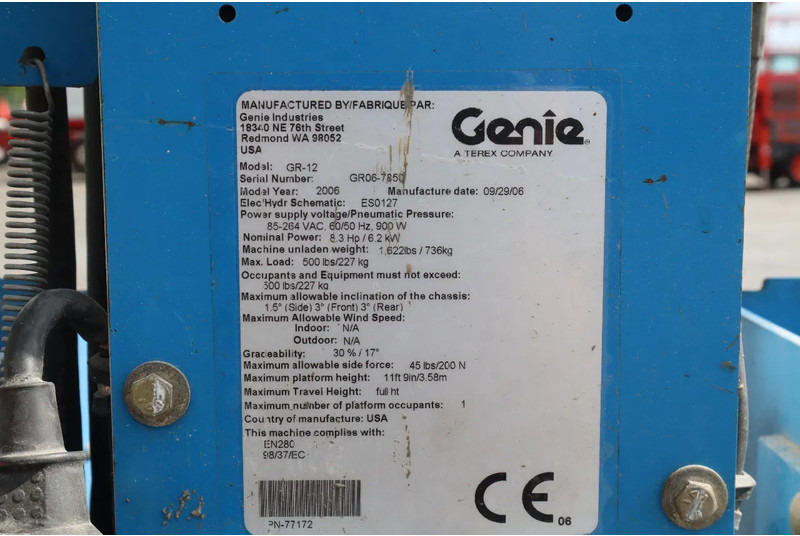 MANUFACTURED BY/FABRIQUE PAR:
Genie Industries
18340 NE 76th Street
Redmond WA 98052
USA
Genie
A TEREX COMPANY
Model: GR-12
Serial Number: GR06-7850
Model Year: 2006 Manufacture date: 09/29/06
Elec/Hydr Schematic: ES0127
Power supply voltage/Pneumatic Pressure:
85-264 VAC, 60/50 Hz, 900 W
Nominal Power: 8.3 Hp / 6.2 kW
Machine unladen weight: 1,622lbs / 736kg
Max. Load: 500 lbs/227 kg
Occupants and Equipment must not exceed:
500 lbs/227 kg
Maximum allowable inclination of the chassis:
1.5° (Side) 3° (Front) 3° (Rear)
Maximum Allowable Wind Speed:
Indoor: N/A
Outdoor: N/A
Gradeability: 30 % / 17°
Maximum allowable side force: 45 lbs/200 N
Maximum platform height: 11ft 9in/3.58m
Maximum Travel Height: full ht
Maximum number of platform occupants: 1
Country of manufacture: USA
This machine complies with:
EN280
98/37/EC
PN-77172
CE 06